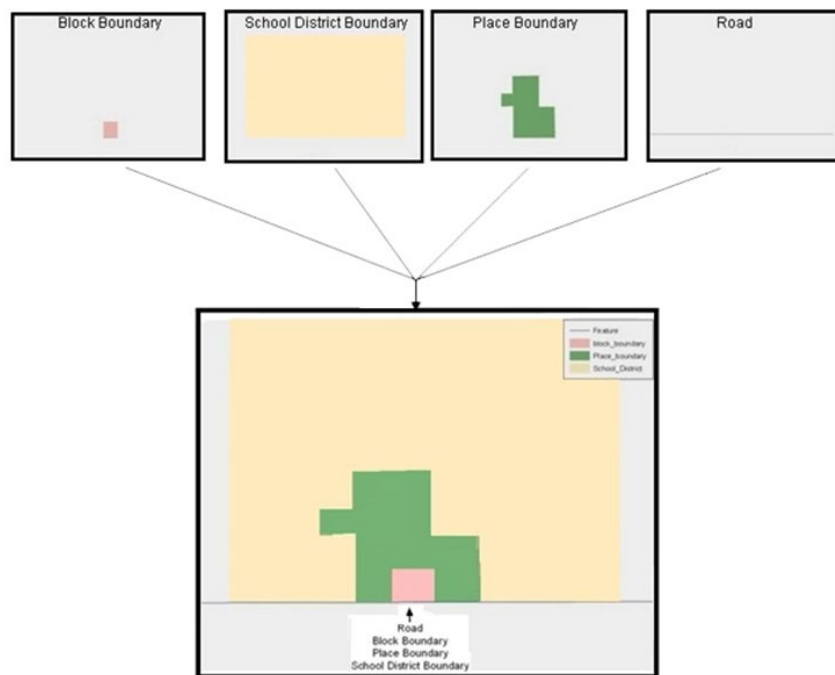 Block Boundary
School District Boundary
Place Boundary
Road
Feature
block_boundary
Place_boundary
School_District
Road
Block Boundary
Place Boundary
School District Boundary